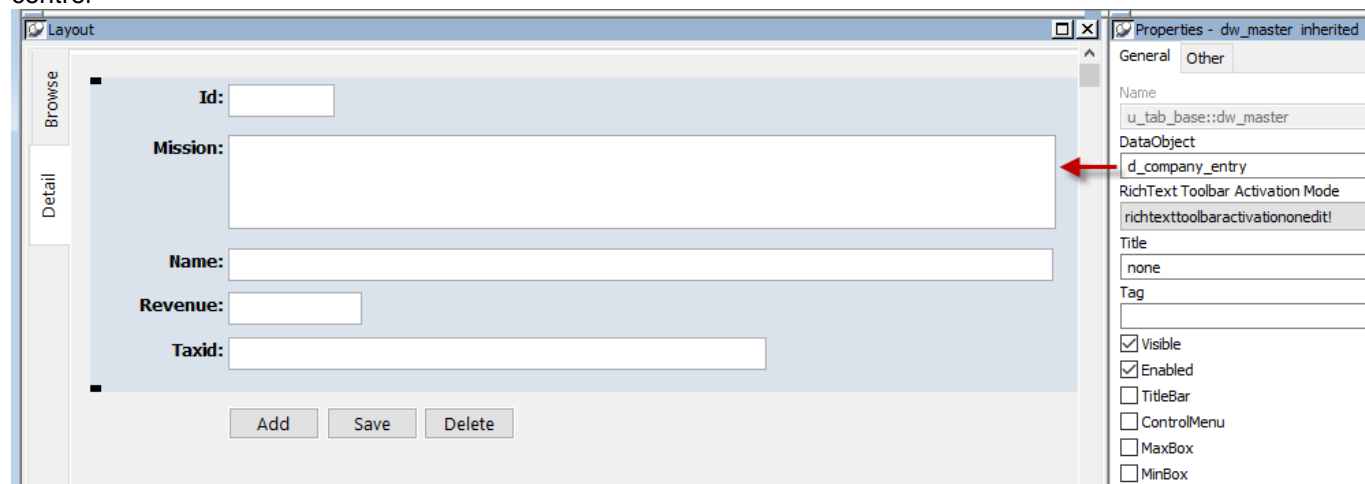 control
Layout
Properties - dw_master inherited
Browse
Detail
Id:
Mission:
Name:
Revenue:
Taxid:
Add Save Delete
General Other
Name
u_tab_base::dw_master
DataObject
d_company_entry
RichText Toolbar Activation Mode
richtexttoolbaractivationonedit!
Title
none
Tag
Visible
Enabled
TitleBar
ControlMenu
MaxBox
MinBox